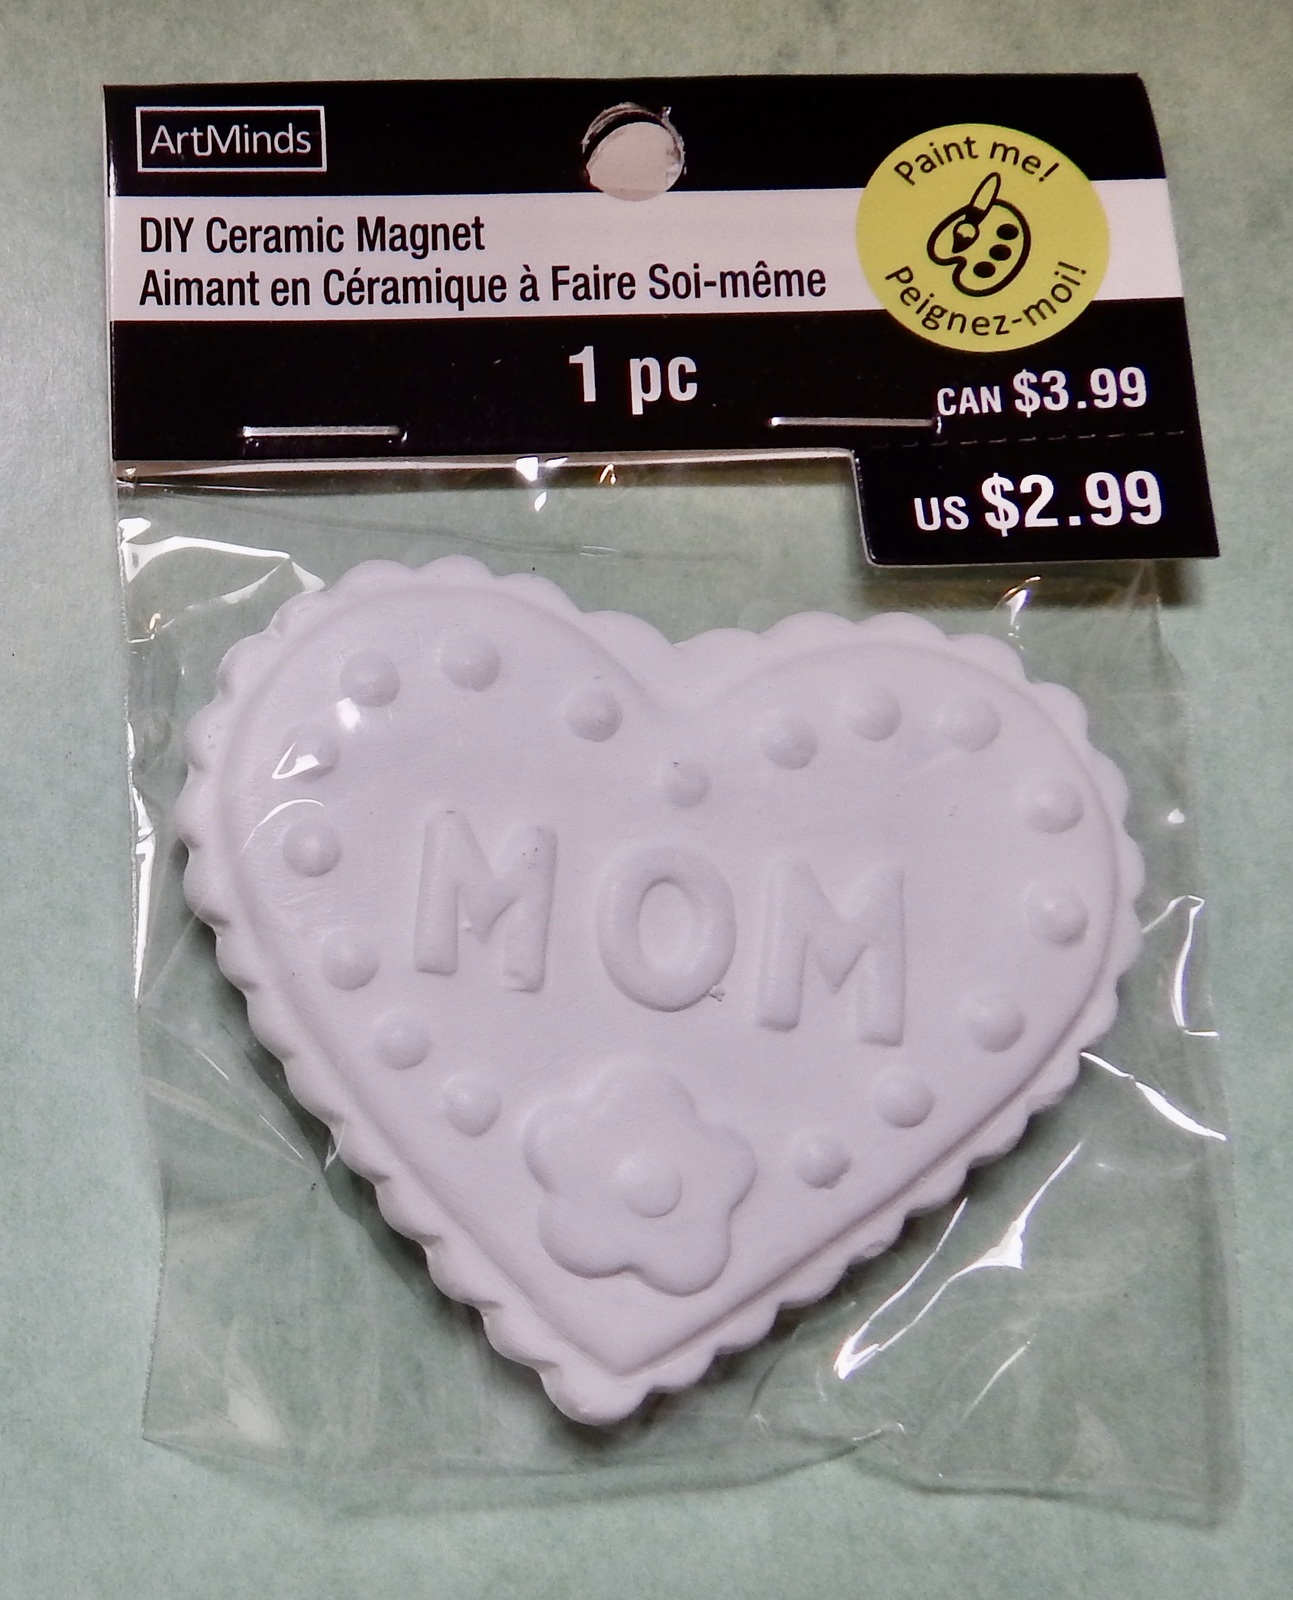 ArtMinds
DIY Ceramic Magnet
Aimant en Céramique à Faire Soi-même
Paint me!
Peignez-moi!
1 pc
CAN $3.99
US $2.99
MOM